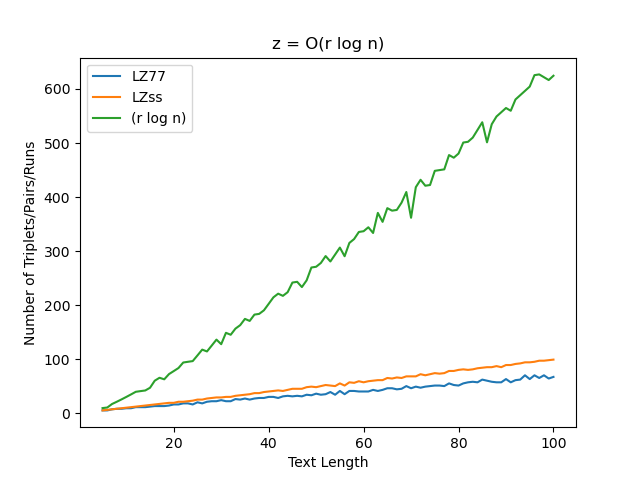 z = O(r log n)
LZ77
LZss
(r log n)
Number of Triplets/Pairs/Runs
600
500
400
300
200
100
0
20 40 60 80 100
Text Length